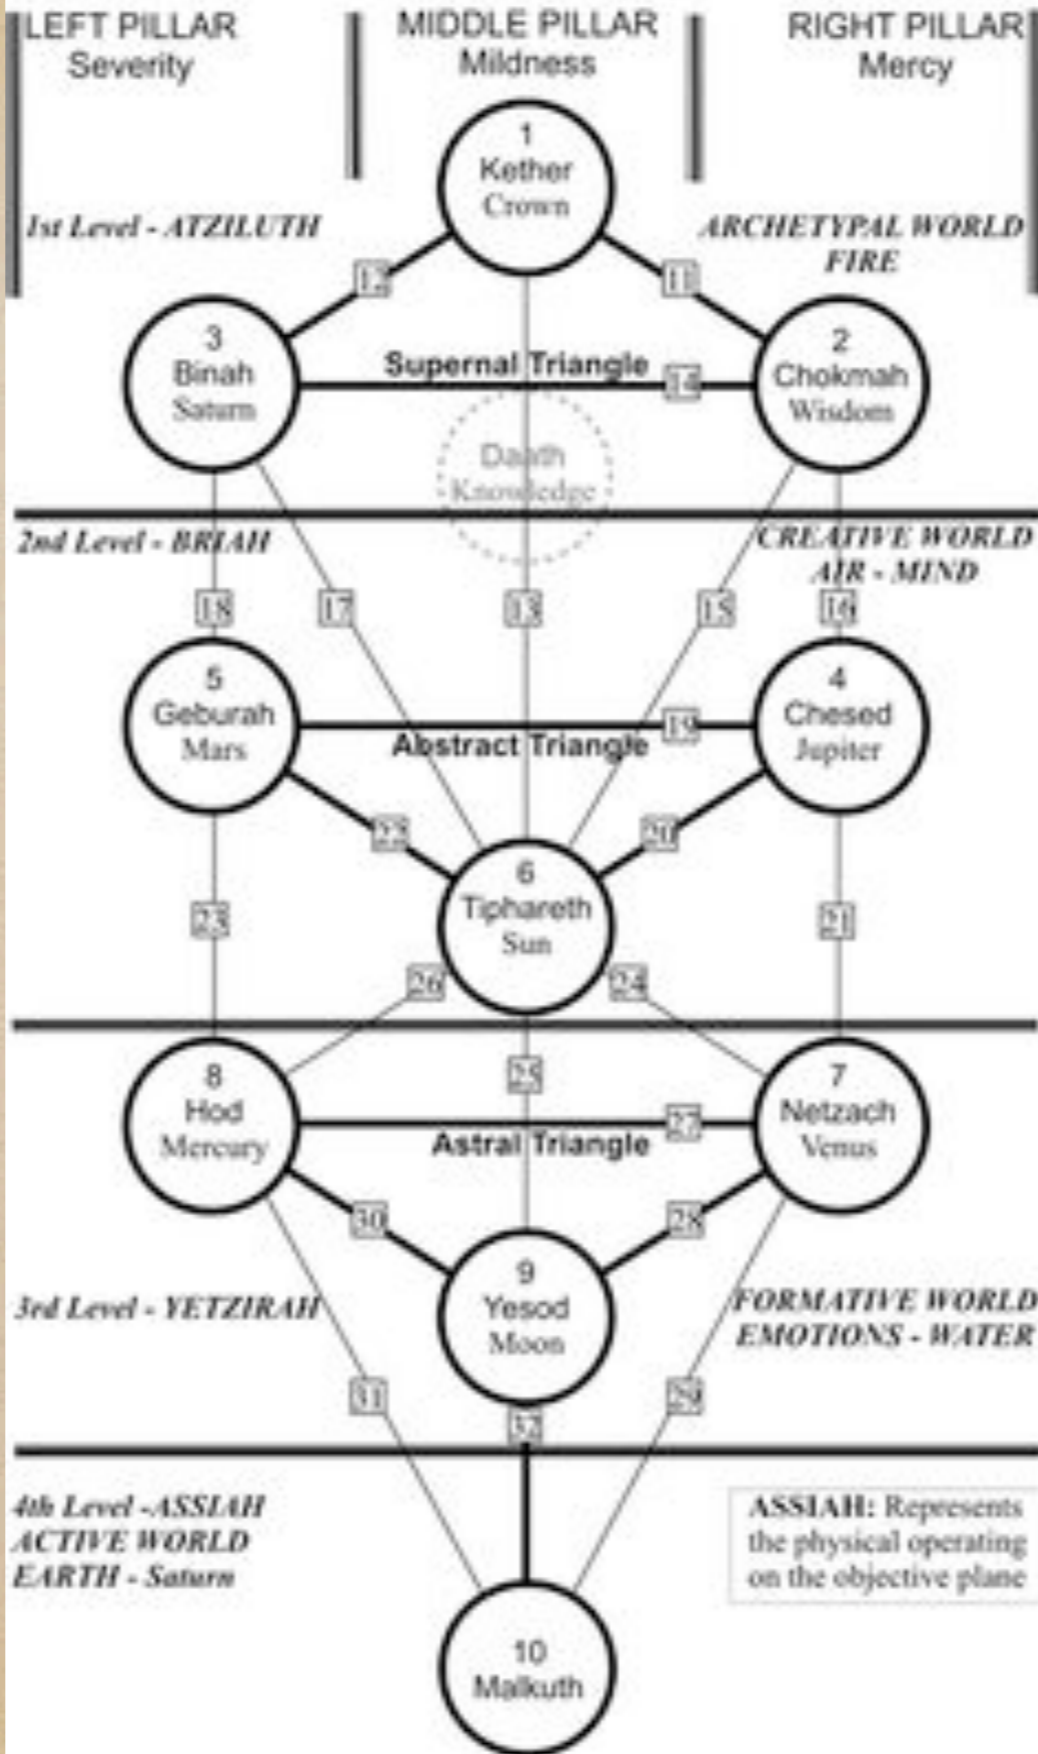 LEFT PILLAR
Severity
MIDDLE PILLAR
Mildness
RIGHT PILLAR
Mercy
1
Kether
Crown
1st Level - ATZILUTH
ARCHETYPAL WORLD
FIRE
12
11
3
Binah
Saturn
Supernal Triangle
14
2
Chokmah
Wisdom
Daath
Knowledge
2nd Level - BRIAH
CREATIVE WORLD
AIR - MIND
18
17
13
15
16
5
Geburah
Mars
Abstract Triangle
19
4
Chesed
Jupiter
22
20
6
Tiphareth
Sun
23
21
26
24
25
8
Hod
Mercury
Astral Triangle
27
7
Netzach
Venus
30
28
9
Yesod
Moon
3rd Level - YETZIRAH
FORMATIVE WORLD
EMOTIONS - WATER
31
29
32
4th Level -ASSIAH
ACTIVE WORLD
EARTH - Saturn
ASSIAH: Represents
the physical operating
on the objective plane
10
Malkuth